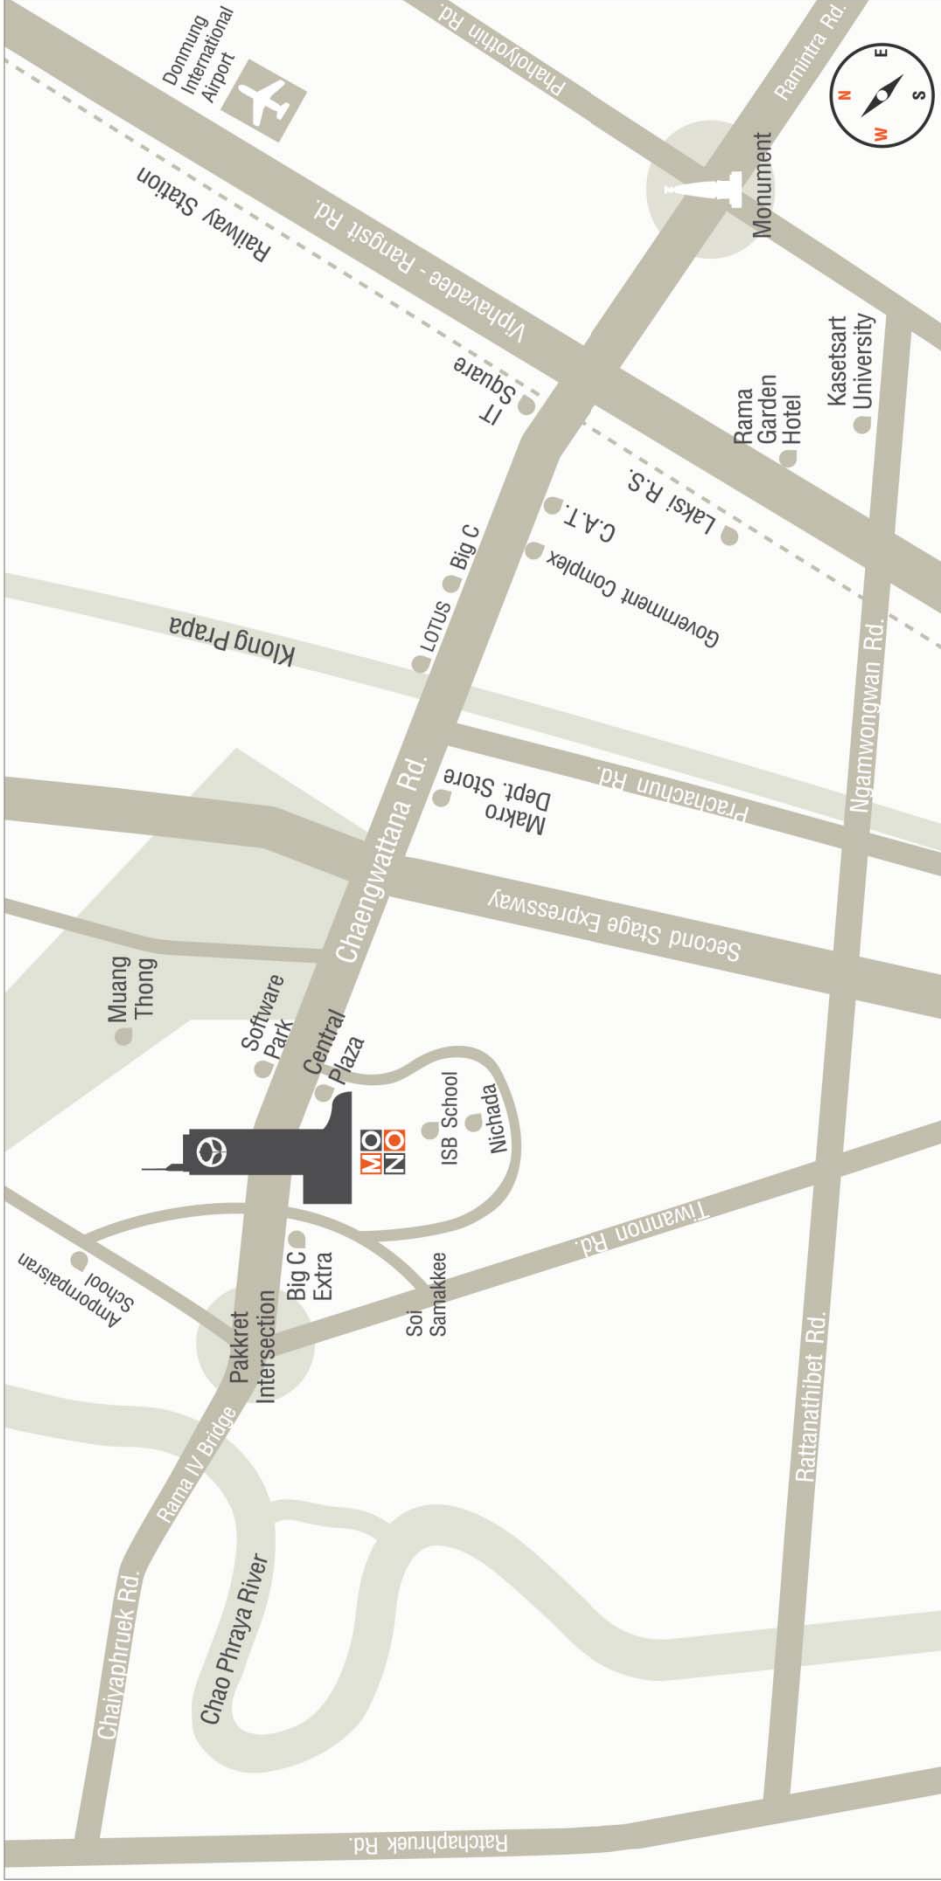 Ampornpaisran
School
Chaiyaphruek Rd.
Muang
Thong
Railway Station
Donmung
International
Airport
Rama IV Bridge
Klong Prapa
Chao Phraya River
Pakkret
Intersection
Software
Park
Big C
Extra
Central
Plaza
Viphavadee - Rangsit Rd.
Chaengwattana Rd.
MO
NO
Ratchaphruek Rd.
Soi
Samakkee
ISB School
Nichada
LOTUS
Big C
IT
Square
Phaholyothin Rd.
Makro
Dept. Store
C.A.T.
Government Complex
Second Stage Expressway
Prachachun Rd.
Tiwannon Rd.
Laksi R.S.
Monument
Ramintra Rd.
Rama
Garden
Hotel
Rattanathibet Rd.
Ngamwongwan Rd.
Kasetsart
University
N
W
E
S